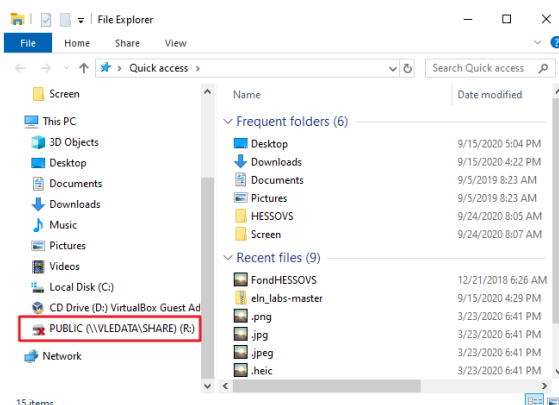 File Explorer
File Home Share View
Quick access
Search Quick access
Screen
This PC
3D Objects
Desktop
Documents
Downloads
Music
Pictures
Videos
Local Disk (C:)
CD Drive (D:) VirtualBox Guest Ad
PUBLIC (\\VLEDATA\SHARE) (R:)
Network
Name Date modified
Frequent folders (6)
Desktop 9/15/2020 5:04 PM
Downloads 9/15/2020 4:22 PM
Documents 9/5/2019 8:23 AM
Pictures 9/5/2019 8:23 AM
HESSOVS 9/24/2020 8:05 AM
Screen 9/24/2020 8:07 AM
Recent files (9)
FondHESSOVS 12/21/2018 6:26 AM
eln_labs-master 9/15/2020 4:29 PM
.png 3/23/2020 6:41 PM
.jpg 3/23/2020 6:41 PM
.jpeg 3/23/2020 6:41 PM
.heic 3/23/2020 6:41 PM
15 items